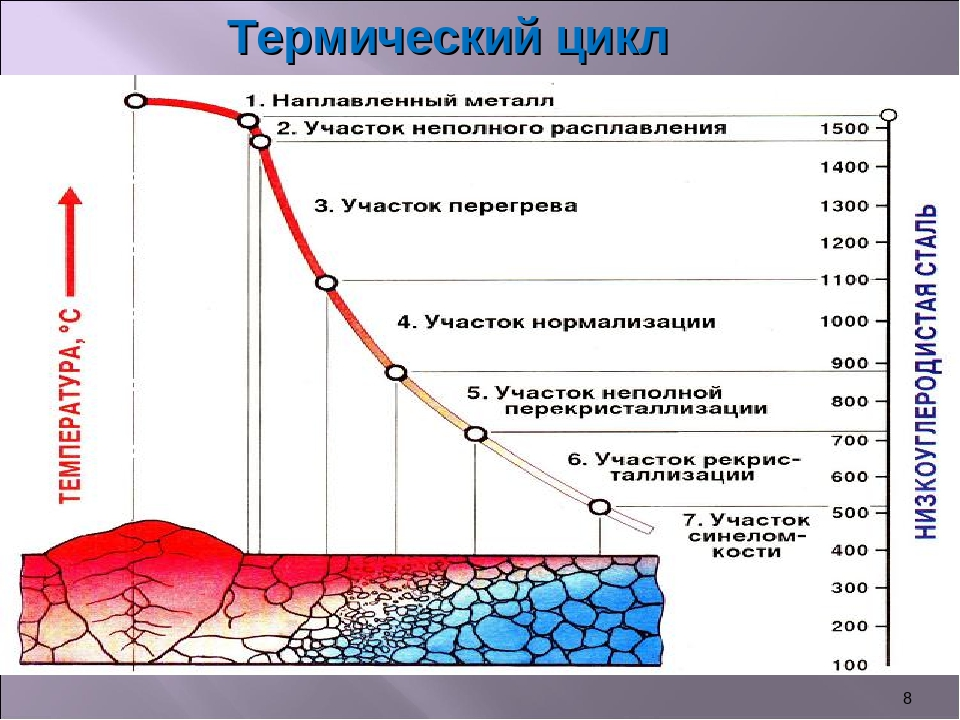 Термический цикл
1. Наплавленный металл
2. Участок неполного расплавления
3. Участок перегрева
4. Участок нормализации
5. Участок неполной
перекристаллизации
6. Участок рекрис-
таллизации
7. Участок
синелом-
кости
ТЕМПЕРАТУРА,°С
1500
1400
1300
1200
1100
1000
900
800
700
600
500
400
300
200
100
НИЗКОУГЛЕРОДИСТАЯ СТАЛЬ
8